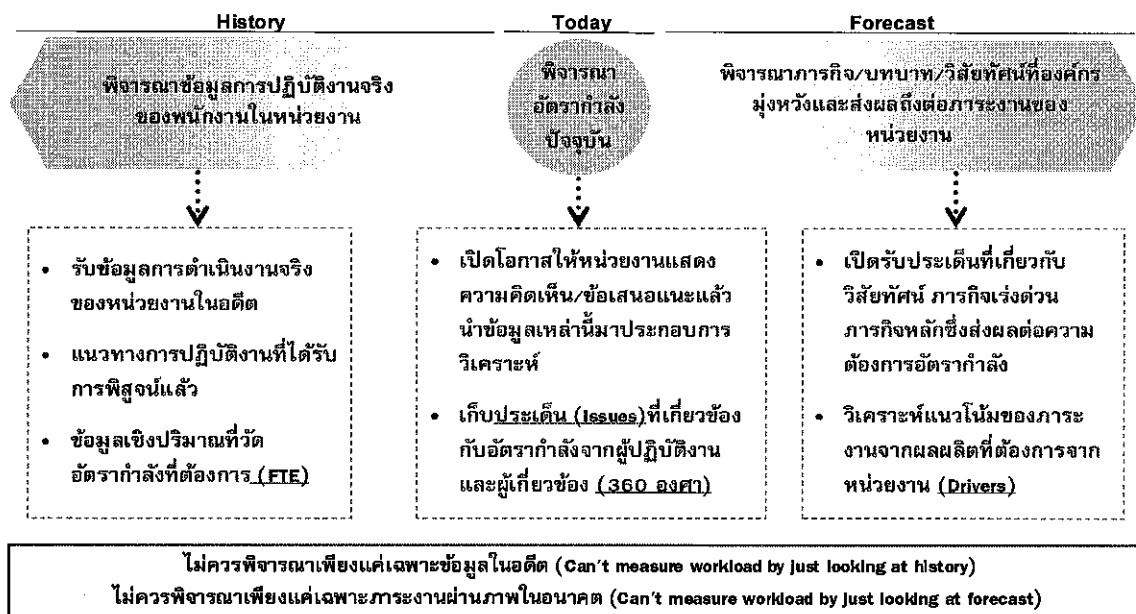 History
Today
Forecast
พิจารณาข้อมูลการปฏิบัติงานจริง
ของพนักงานในหน่วยงาน
พิจารณา
อัตรากำลัง
ปัจจุบัน
พิจารณาภารกิจ/บทบาท/วิสัยทัศน์ที่องค์กร
มุ่งหวังและส่งผลถึงต่อภาระงานของ
หน่วยงาน
• รับข้อมูลการดำเนินงานจริง
ของหน่วยงานในอดีต
• แนวทางการปฏิบัติงานที่ได้รับ
การพิสูจน์แล้ว
• ข้อมูลเชิงปริมาณที่วัด
อัตรากำลังที่ต้องการ (FTE)
• เปิดโอกาสให้หน่วยงานแสดง
ความคิดเห็น/ข้อเสนอแนะแล้ว
นำข้อมูลเหล่านี้มาประกอบการ
วิเคราะห์
• เก็บประเด็น (Issues)ที่เกี่ยวข้อง
กับอัตรากำลังจากผู้ปฏิบัติงาน
และผู้เกี่ยวข้อง (360 องศา)
• เปิดรับประเด็นที่เกี่ยวกับ
วิสัยทัศน์ ภารกิจเร่งด่วน
ภารกิจหลักซึ่งส่งผลต่อความ
ต้องการอัตรากำลัง
• วิเคราะห์แนวโน้มของภาระ
งานจากผลผลิตที่ต้องการจาก
หน่วยงาน (Drivers)
ไม่ควรพิจารณาเพียงแค่เฉพาะข้อมูลในอดีต (Can't measure workload by just looking at history)
ไม่ควรพิจารณาเพียงแค่เฉพาะภาระงานผ่านภาพในอนาคต (Can't measure workload by just looking at forecast)